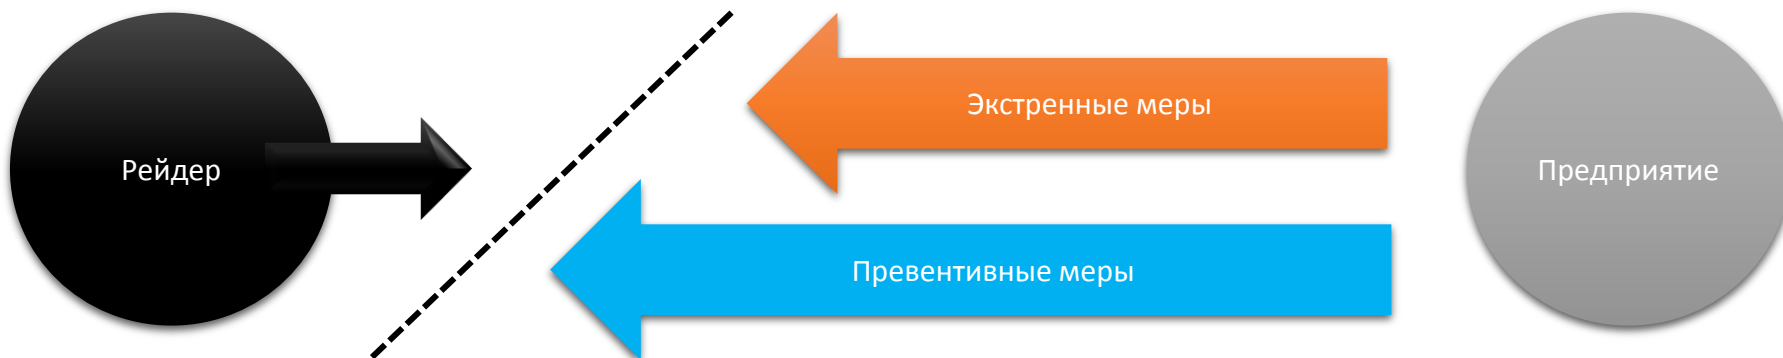 Рейдер
Экстренные меры
Превентивные меры
Предприятие